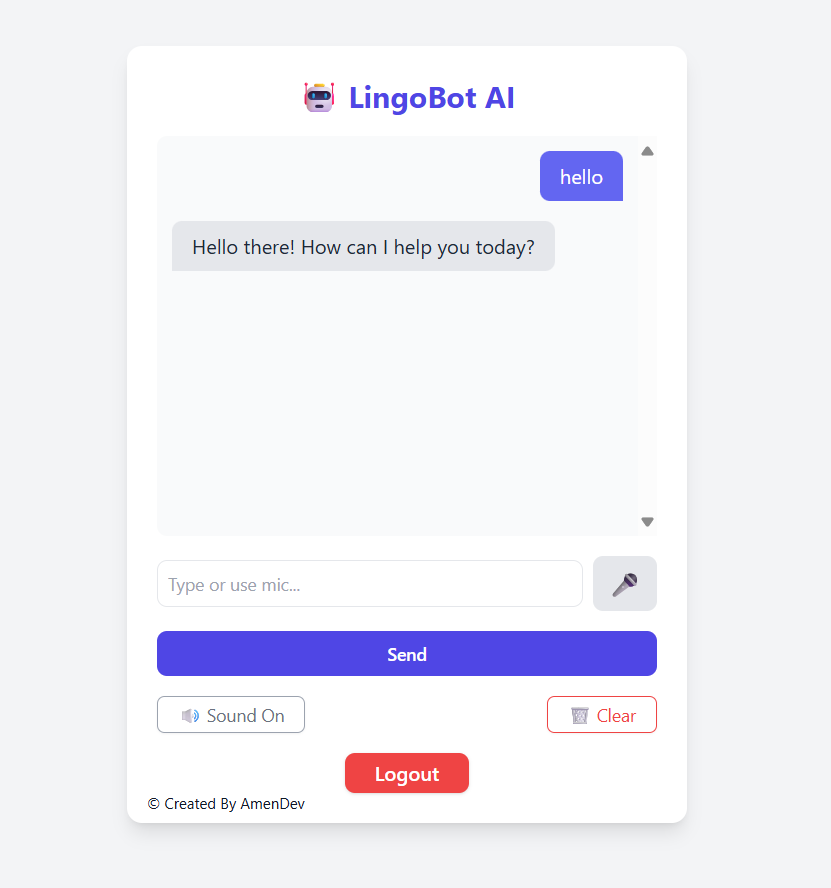 LingoBot AI
hello
Hello there! How can I help you today?
Type or use mic...
Send
Sound On
Clear
Logout
© Created By AmenDev